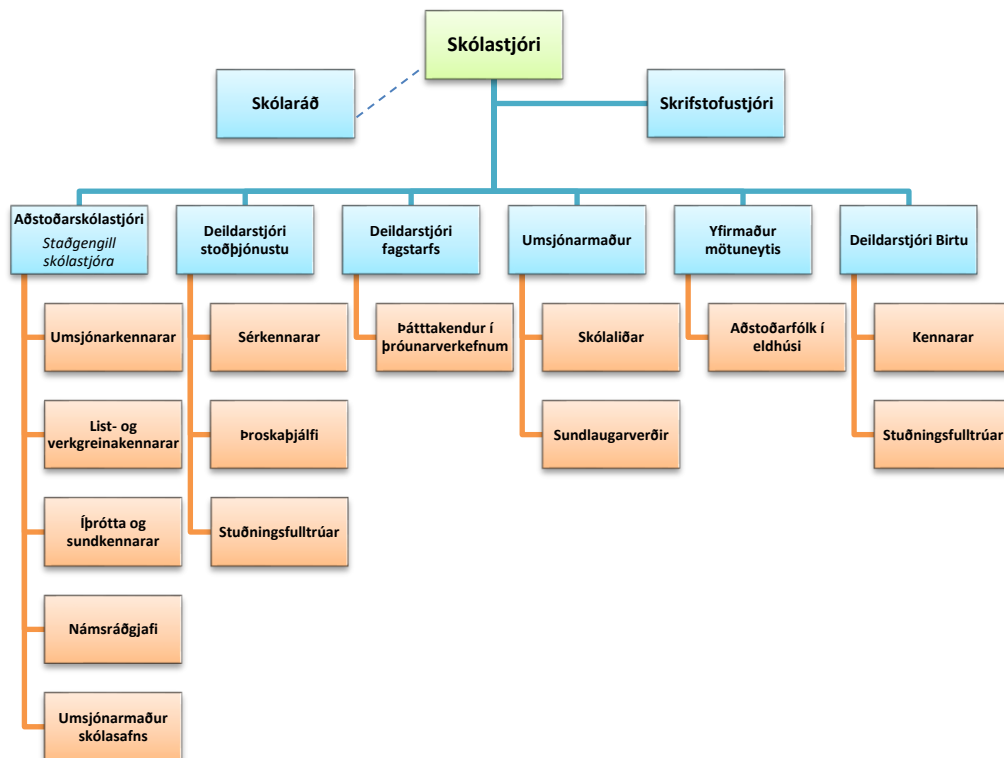 Skólastjóri
Skólaráð
Skrifstofustjóri
Aðstoðarskólastjóri
Staðgengill
skólastjóra
Deildarstjóri
stoðþjónustu
Deildarstjóri
fagstarfs
Umsjónarmaður
Yfirmaður
mötuneytis
Deildarstjóri Birtu
Umsjónarkennarar
Sérkennarar
Þátttakendur í
þróunarverkefnum
Skólaliðar
Aðstoðarfólk í
eldhúsi
Kennarar
List- og
verkgreinakennarar
Þroskaþjálfi
Sundlaugarverðir
Stuðningsfulltrúar
Íþrótta og
sundkennarar
Stuðningsfulltrúar
Námsráðgjafi
Umsjónarmaður
skólasafns